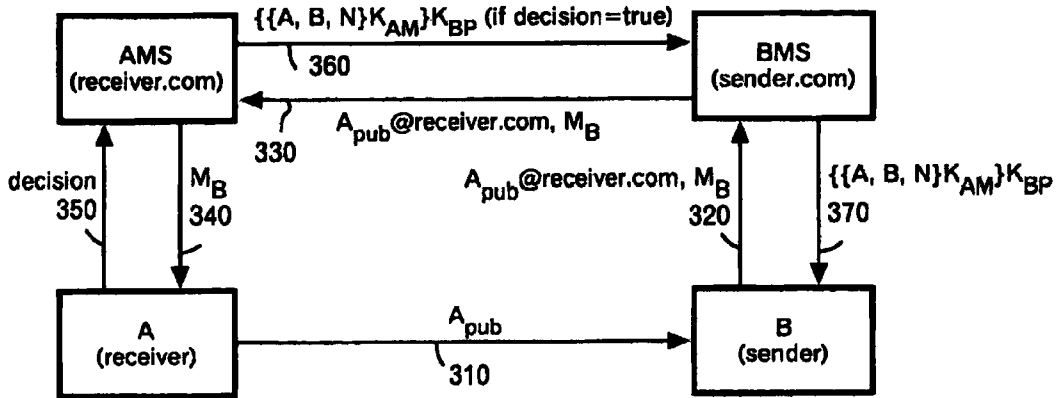 {{A, B, N}K_AM}K_BP (if decision=true)
AMS
(receiver.com)
360
BMS
(sender.com)
330
A_pub@receiver.com, M_B
decision
350
M_B
340
A_pub@receiver.com, M_B
320
{{A, B, N}K_AM}K_BP
370
A
(receiver)
A_pub
310
B
(sender)